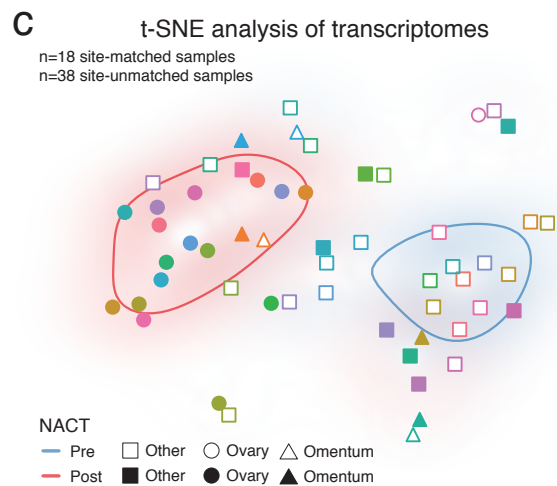 C
t-SNE analysis of transcriptomes
n=18 site-matched samples
n=38 site-unmatched samples
NACT
Pre Other Ovary Omentum
Post Other Ovary Omentum